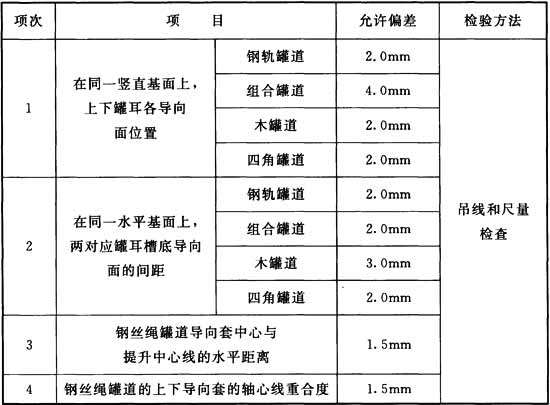 项次 项 目 允许偏差 检验方法
1 在同一竖直基面上，
上下罐耳各导向
面位置
钢轨罐道 2.0mm
组合罐道 4.0mm
木罐道 2.0mm
四角罐道 2.0mm
2 在同一水平基面上，
两对应罐耳槽底导向
面的间距
钢轨罐道 2.0mm
组合罐道 2.0mm
木罐道 3.0mm
四角罐道 2.0mm
吊线和尺量
检查
3 钢丝绳罐道导向套中心与
提升中心线的水平距离
1.5mm
4 钢丝绳罐道的上下导向套的轴心线重合度 1.5mm